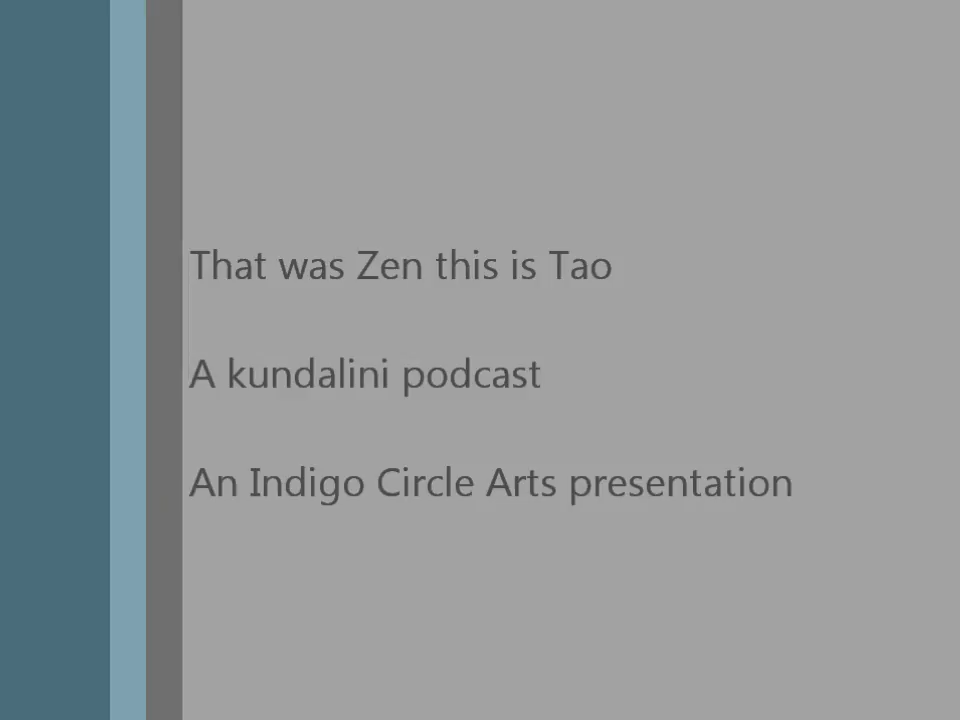 That was Zen this is Tao
A kundalini podcast
An Indigo Circle Arts presentation